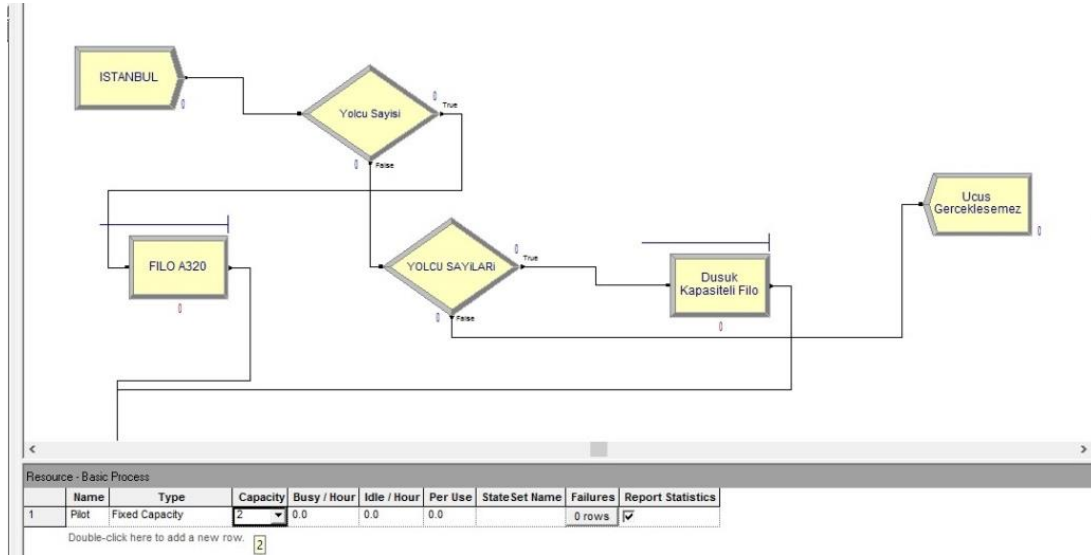 ISTANBUL
0
Yolcu Sayisi
0
True
0
False
Ucus
Gerceklesemez
0
FILO A320
0
YOLCU SAYiLARi
0
True
0
False
Dusuk
Kapasiteli Filo
0
Resource - Basic Process
Name Type Capacity Busy / Hour Idle / Hour Per Use StateSet Name Failures Report Statistics
1 Pilot Fixed Capacity 2 0.0 0.0 0.0 0 rows
Double-click here to add a new row.
2